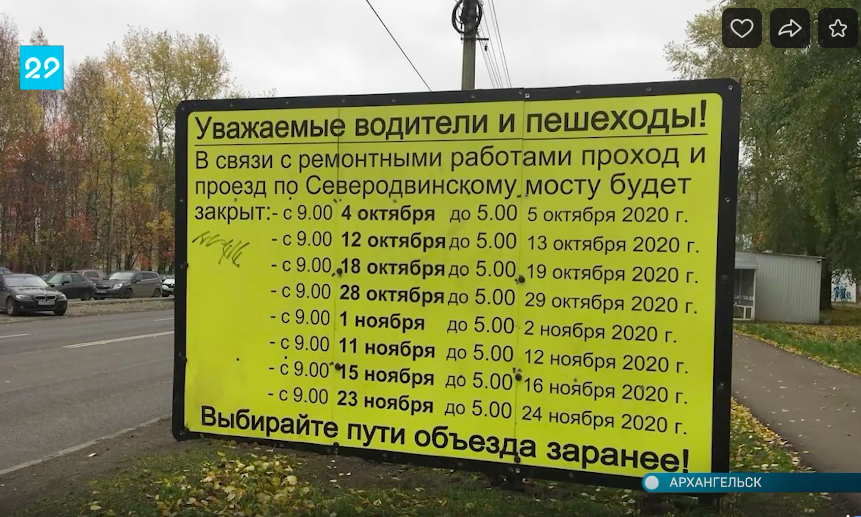 29
Уважаемые водители и пешеходы!
В связи с ремонтными работами проход и
проезд по Северодвинскому мосту будет
закрыт:- с 9.00 4 октября до 5.00 5 октября 2020 г.
- с 9.00 12 октября до 5.00 13 октября 2020 г.
- с 9.00 18 октября до 5.00 19 октября 2020 г.
- с 9.00 28 октября до 5.00 29 октября 2020 г.
- с 9.00 1 ноября до 5.00 2 ноября 2020 г.
- с 9.00 11 ноября до 5.00 12 ноября 2020 г.
- с 9.00 15 ноября до 5.00 16 ноября 2020 г.
- с 9.00 23 ноября до 5.00 24 ноября 2020 г.
Выбирайте пути объезда заранее!
АРХАНГЕЛЬСК